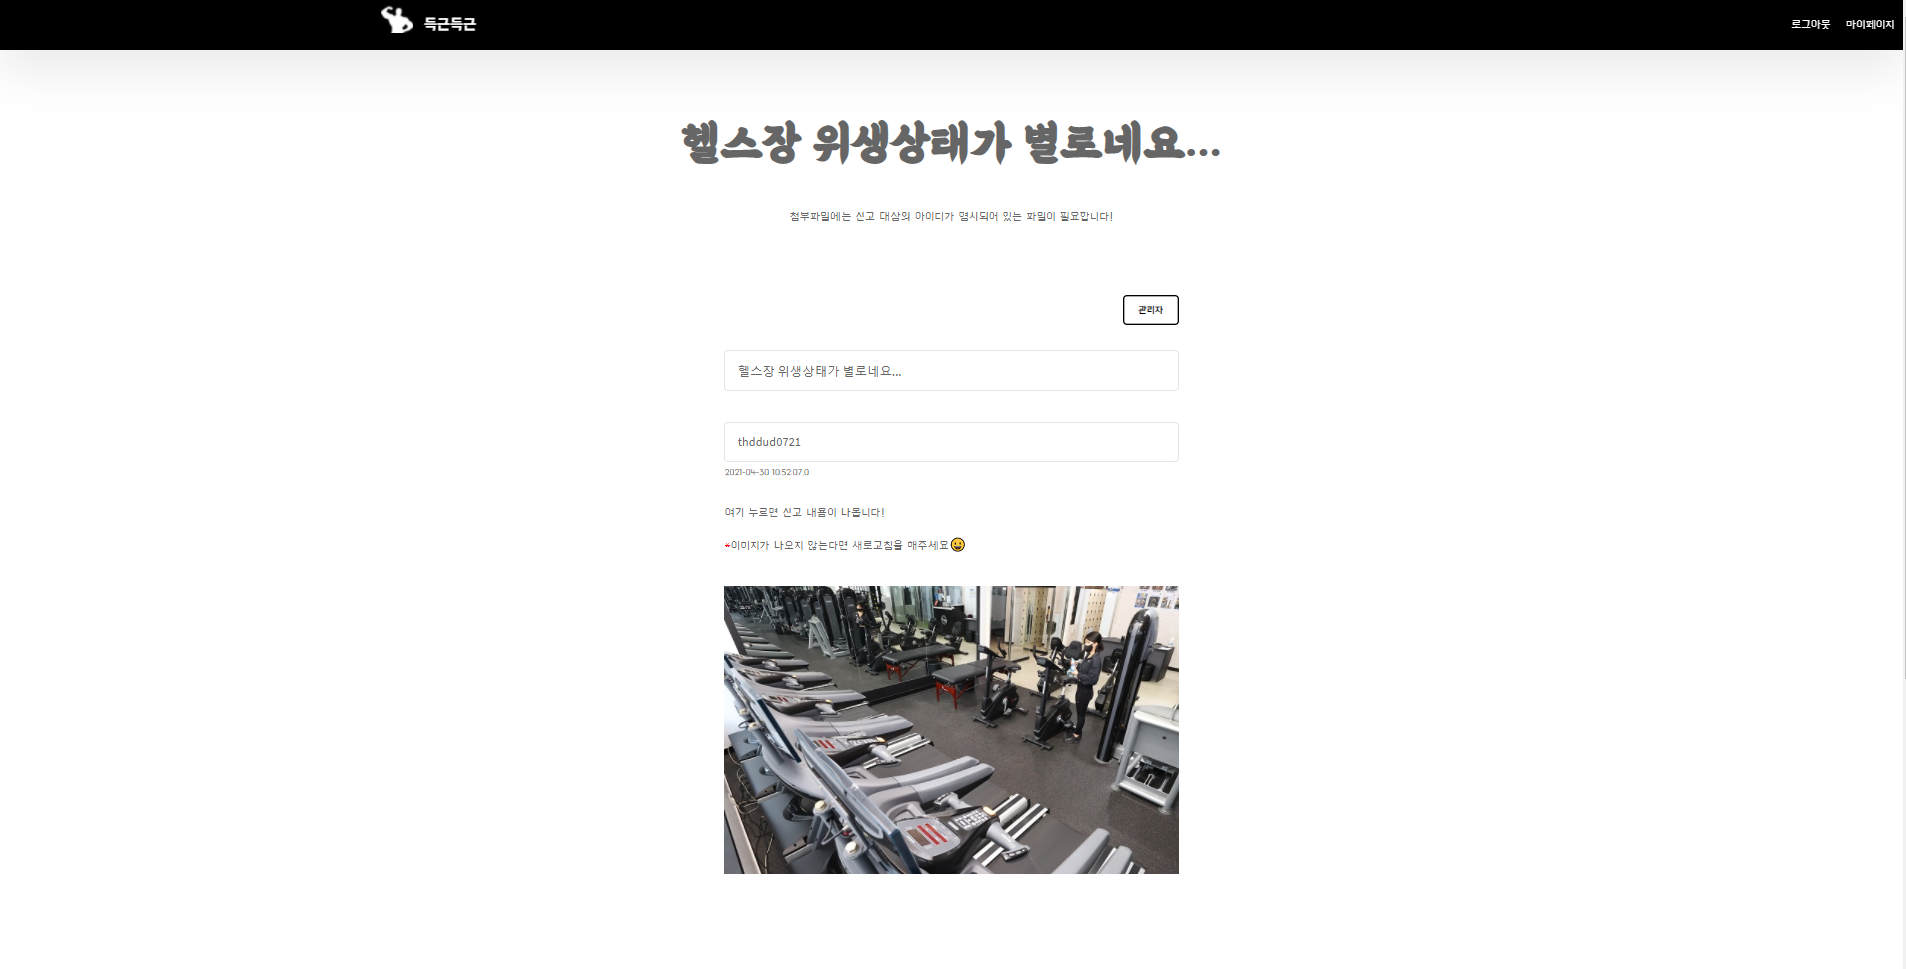 득근득근
로그아웃 마이페이지
헬스장 위생상태가 별로네요...
첨부파일에는 신고 대상의 아이디가 명시되어 있는 파일이 필요합니다!
관리자
헬스장 위생상태가 별로네요...
thddud0721
2021-04-30 10:52:07.0
여기 누르면 신고 내용이 나옵니다!
*이미지가 나오지 않는다면 새로고침을 해주세요😀